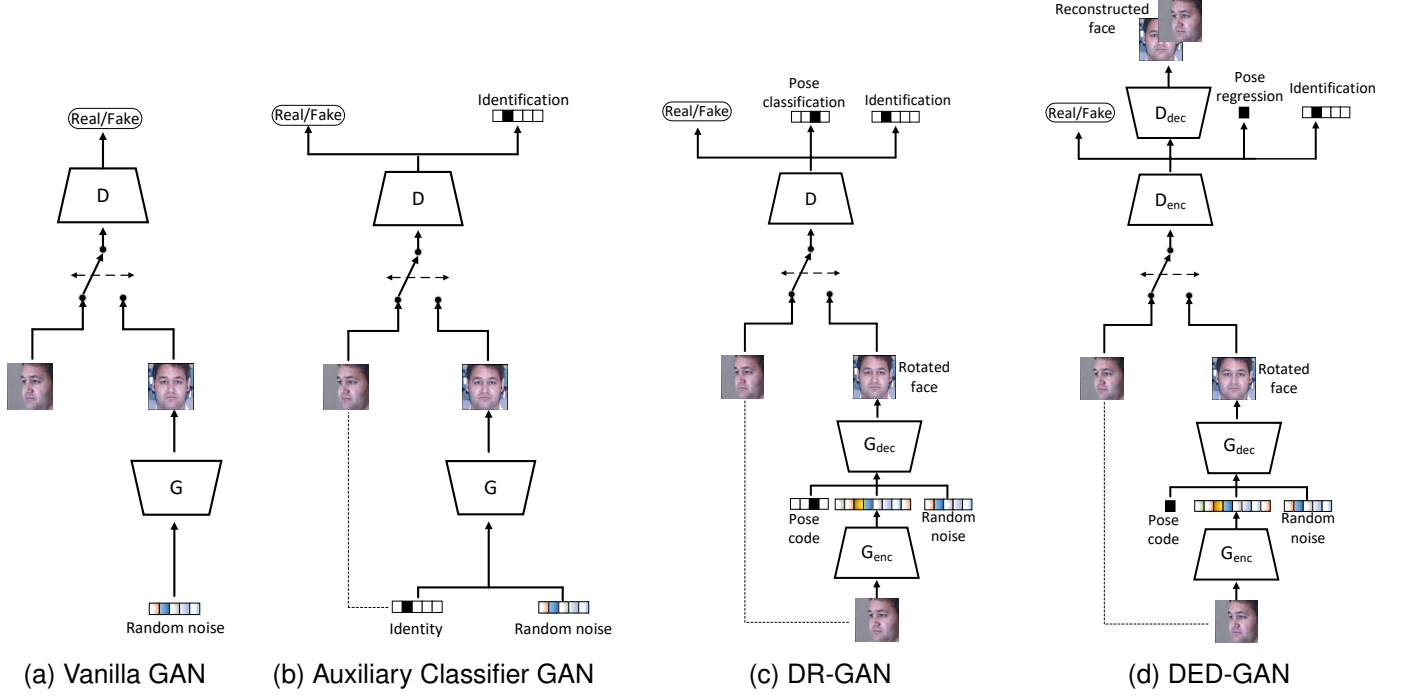 Real/Fake
D
G
Random noise
(a) Vanilla GAN
Real/Fake
Identification
D
G
Identity
Random noise
(b) Auxiliary Classifier GAN
Real/Fake
Pose
classification
Identification
D
Rotated
face
Gdec
Pose
code
Random
noise
Genc
(c) DR-GAN
Reconstructed
face
Ddec
Real/Fake
Pose
regression
Identification
Denc
Rotated
face
Gdec
Pose
code
Random
noise
Genc
(d) DED-GAN